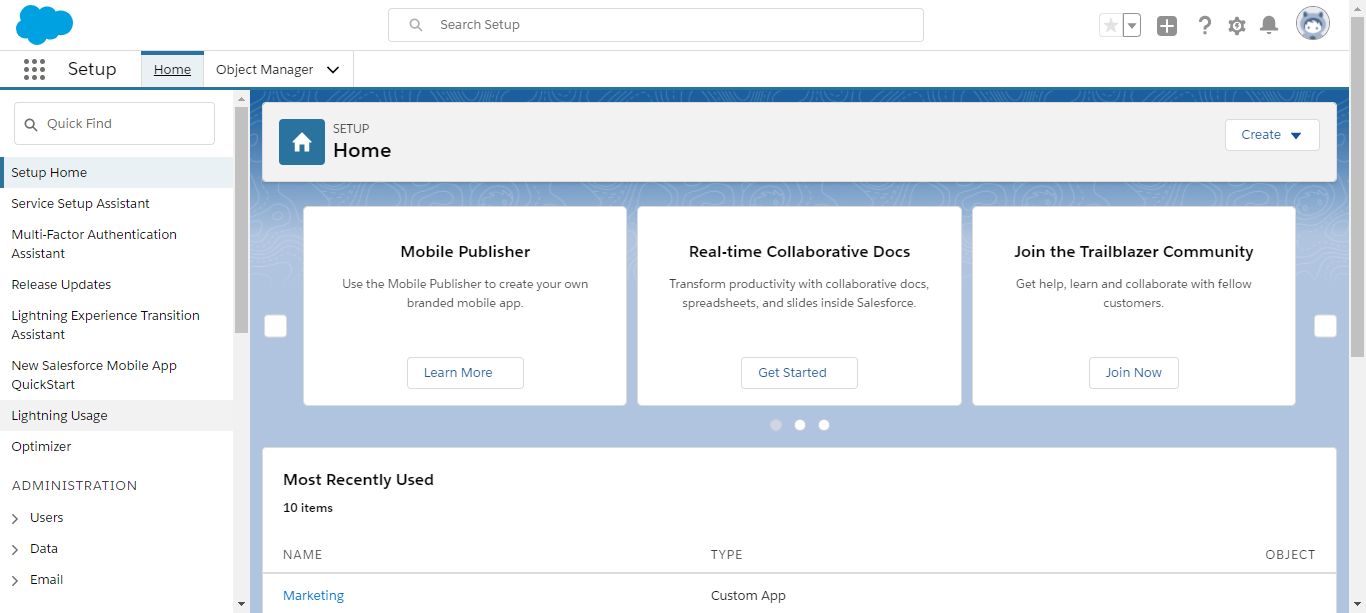 Search Setup
Setup
Home
Object Manager
Quick Find
Setup Home
Service Setup Assistant
Multi-Factor Authentication
Assistant
Release Updates
Lightning Experience Transition
Assistant
New Salesforce Mobile App
QuickStart
Lightning Usage
Optimizer
ADMINISTRATION
Users
Data
Email
SETUP
Home
Create
Mobile Publisher
Use the Mobile Publisher to create your own
branded mobile app.
Learn More
Real-time Collaborative Docs
Transform productivity with collaborative docs,
spreadsheets, and slides inside Salesforce.
Get Started
Join the Trailblazer Community
Get help, learn and collaborate with fellow
customers.
Join Now
Most Recently Used
10 items
NAME TYPE OBJECT
Marketing Custom App